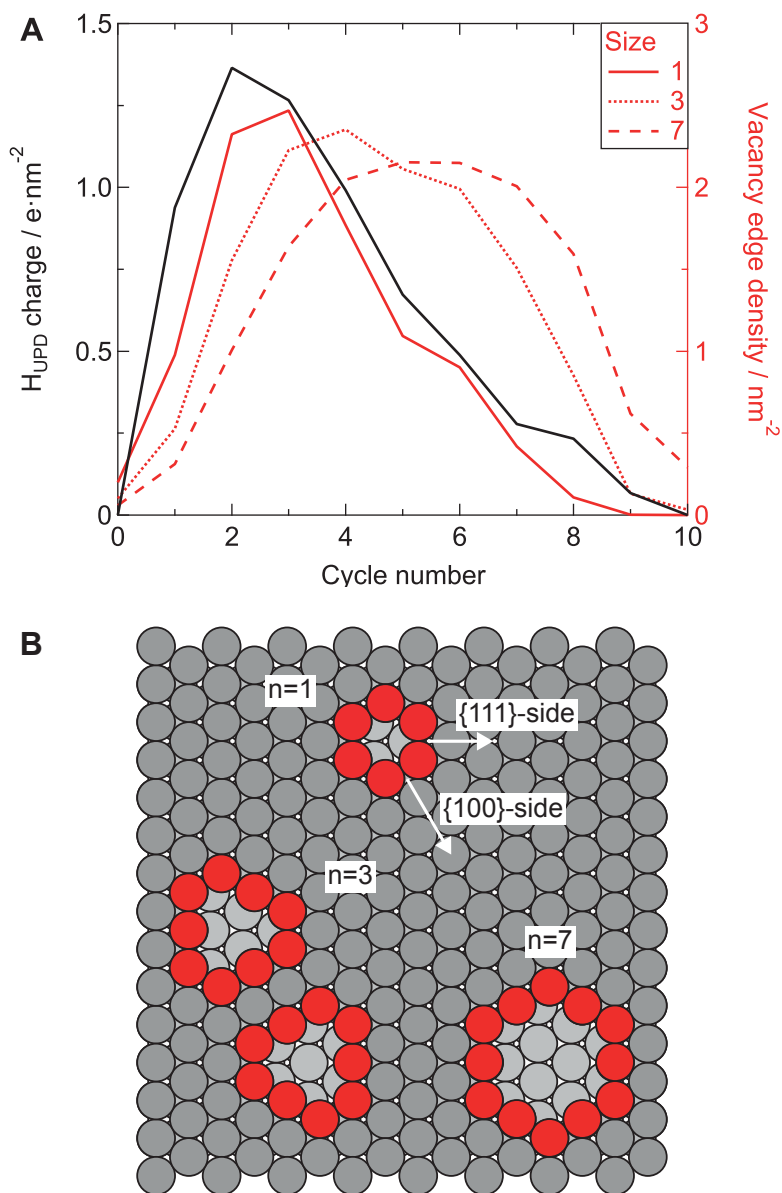 A
1.5
1.0
0.5
0
H_UPD charge / e·nm⁻²
0 2 4 6 8 10
Cycle number
3
2
1
0
Vacancy edge density / nm⁻²
Size
1
3
7
B
n=1
{111}-side
{100}-side
n=3
n=7